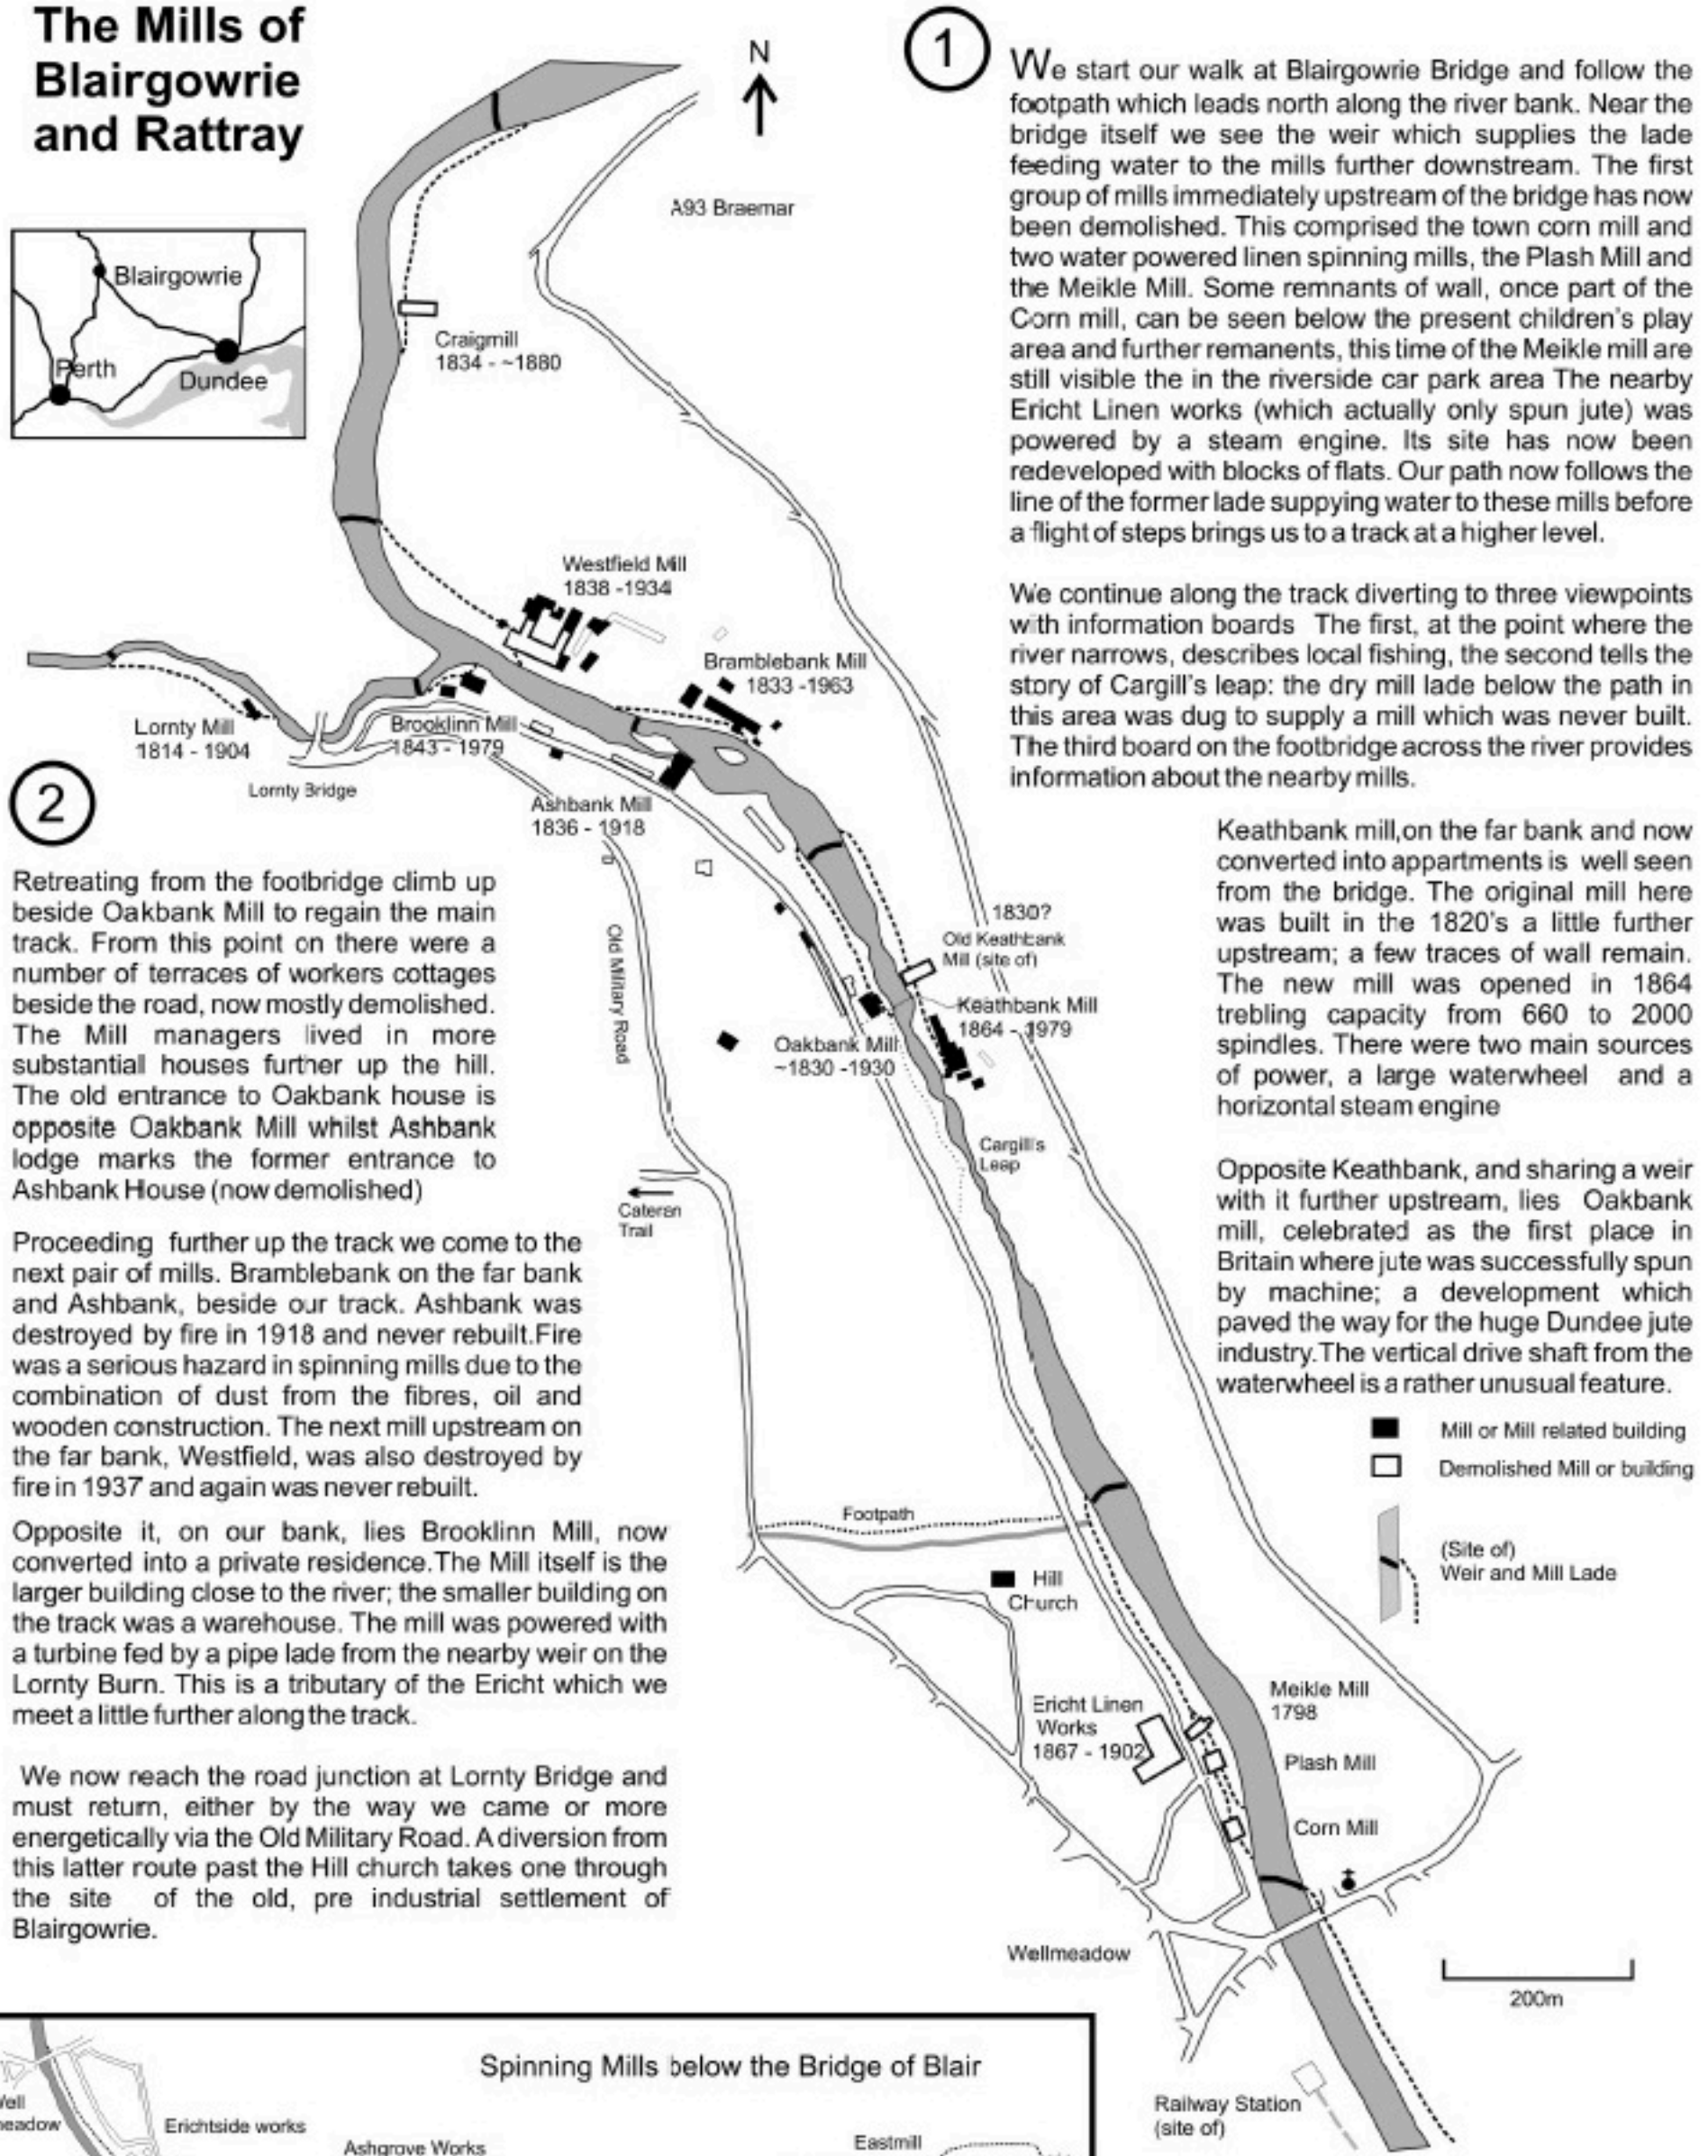 The Mills of
Blairgowrie
and Rattray
Blairgowrie
Perth
Dundee
N
A93 Braemar
Craigmill
1834 - ~1880
Westfield Mill
1838 -1934
Bramblebank Mill
1833 -1963
Lornty Mill
1814 - 1904
Brooklinn Mill
1843 - 1979
Lornty Bridge
Ashbank Mill
1836 - 1918
Old Military Road
1830?
Old Keathbank
Mill (site of)
Keathbank Mill
1864 - 1979
Oakbank Mill
~1830 -1930
Cargill's
Leap
Cateran
Trail
Footpath
Hill
Church
Ericht Linen
Works
1867 - 1902
Meikle Mill
1798
Plash Mill
Corn Mill
Wellmeadow
200m
Railway Station
(site of)
1
We start our walk at Blairgowrie Bridge and follow the
footpath which leads north along the river bank. Near the
bridge itself we see the weir which supplies the lade
feeding water to the mills further downstream. The first
group of mills immediately upstream of the bridge has now
been demolished. This comprised the town corn mill and
two water powered linen spinning mills, the Plash Mill and
the Meikle Mill. Some remnants of wall, once part of the
Corn mill, can be seen below the present children's play
area and further remanents, this time of the Meikle mill are
still visible the in the riverside car park area The nearby
Ericht Linen works (which actually only spun jute) was
powered by a steam engine. Its site has now been
redeveloped with blocks of flats. Our path now follows the
line of the former lade suppying water to these mills before
a flight of steps brings us to a track at a higher level.
We continue along the track diverting to three viewpoints
with information boards The first, at the point where the
river narrows, describes local fishing, the second tells the
story of Cargill's leap: the dry mill lade below the path in
this area was dug to supply a mill which was never built.
The third board on the footbridge across the river provides
information about the nearby mills.
Keathbank mill,on the far bank and now
converted into appartments is well seen
from the bridge. The original mill here
was built in the 1820's a little further
upstream; a few traces of wall remain.
The new mill was opened in 1864
trebling capacity from 660 to 2000
spindles. There were two main sources
of power, a large waterwheel and a
horizontal steam engine
Opposite Keathbank, and sharing a weir
with it further upstream, lies Oakbank
mill, celebrated as the first place in
Britain where jute was successfully spun
by machine; a development which
paved the way for the huge Dundee jute
industry.The vertical drive shaft from the
waterwheel is a rather unusual feature.
Mill or Mill related building
Demolished Mill or building
(Site of)
Weir and Mill Lade
2
Retreating from the footbridge climb up
beside Oakbank Mill to regain the main
track. From this point on there were a
number of terraces of workers cottages
beside the road, now mostly demolished.
The Mill managers lived in more
substantial houses further up the hill.
The old entrance to Oakbank house is
opposite Oakbank Mill whilst Ashbank
lodge marks the former entrance to
Ashbank House (now demolished)
Proceeding further up the track we come to the
next pair of mills. Bramblebank on the far bank
and Ashbank, beside our track. Ashbank was
destroyed by fire in 1918 and never rebuilt.Fire
was a serious hazard in spinning mills due to the
combination of dust from the fibres, oil and
wooden construction. The next mill upstream on
the far bank, Westfield, was also destroyed by
fire in 1937 and again was never rebuilt.
Opposite it, on our bank, lies Brooklinn Mill, now
converted into a private residence.The Mill itself is the
larger building close to the river; the smaller building on
the track was a warehouse. The mill was powered with
a turbine fed by a pipe lade from the nearby weir on the
Lornty Burn. This is a tributary of the Ericht which we
meet a little further along the track.
We now reach the road junction at Lornty Bridge and
must return, either by the way we came or more
energetically via the Old Military Road. A diversion from
this latter route past the Hill church takes one through
the site of the old, pre industrial settlement of
Blairgowrie.
Spinning Mills below the Bridge of Blair
Erichtside works
Ashgrove Works
Eastmill